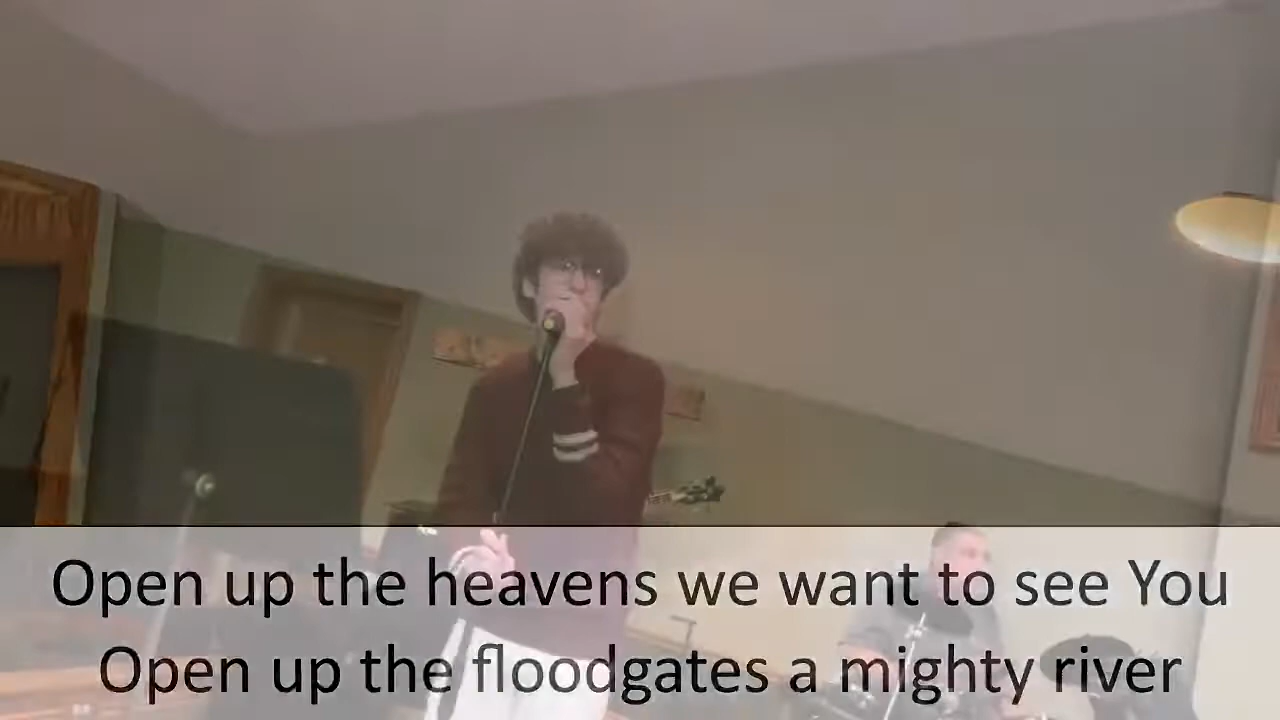 Open up the heavens we want to see You
Open up the floodgates a mighty river